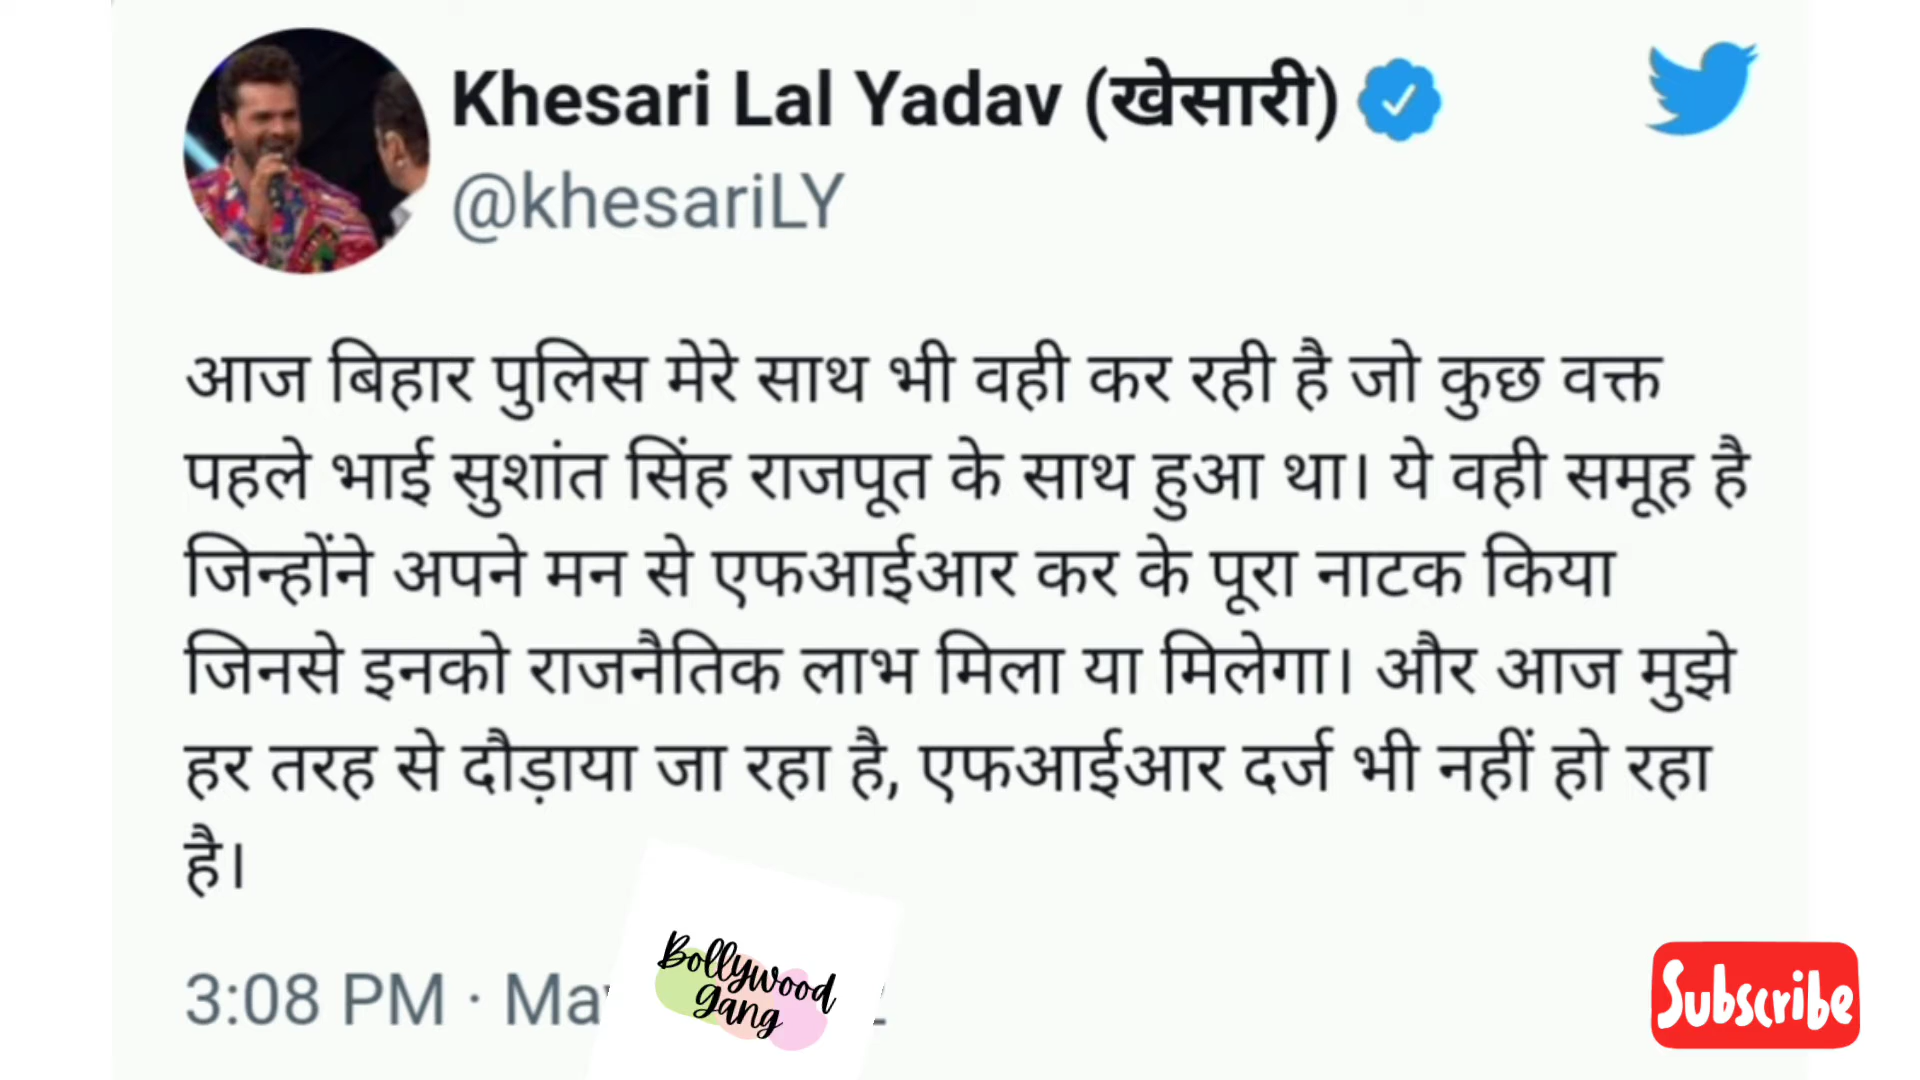 Khesari Lal Yadav (खेसारी)
@khesariLY
आज बिहार पुलिस मेरे साथ भी वही कर रही है जो कुछ वक्त
पहले भाई सुशांत सिंह राजपूत के साथ हुआ था। ये वही समूह है
जिन्होंने अपने मन से एफआईआर कर के पूरा नाटक किया
जिनसे इनको राजनैतिक लाभ मिला या मिलेगा। और आज मुझे
हर तरह से दौड़ाया जा रहा है, एफआईआर दर्ज भी नहीं हो रहा
है।
3:08 PM ·
Bollywood
gang
Subscribe